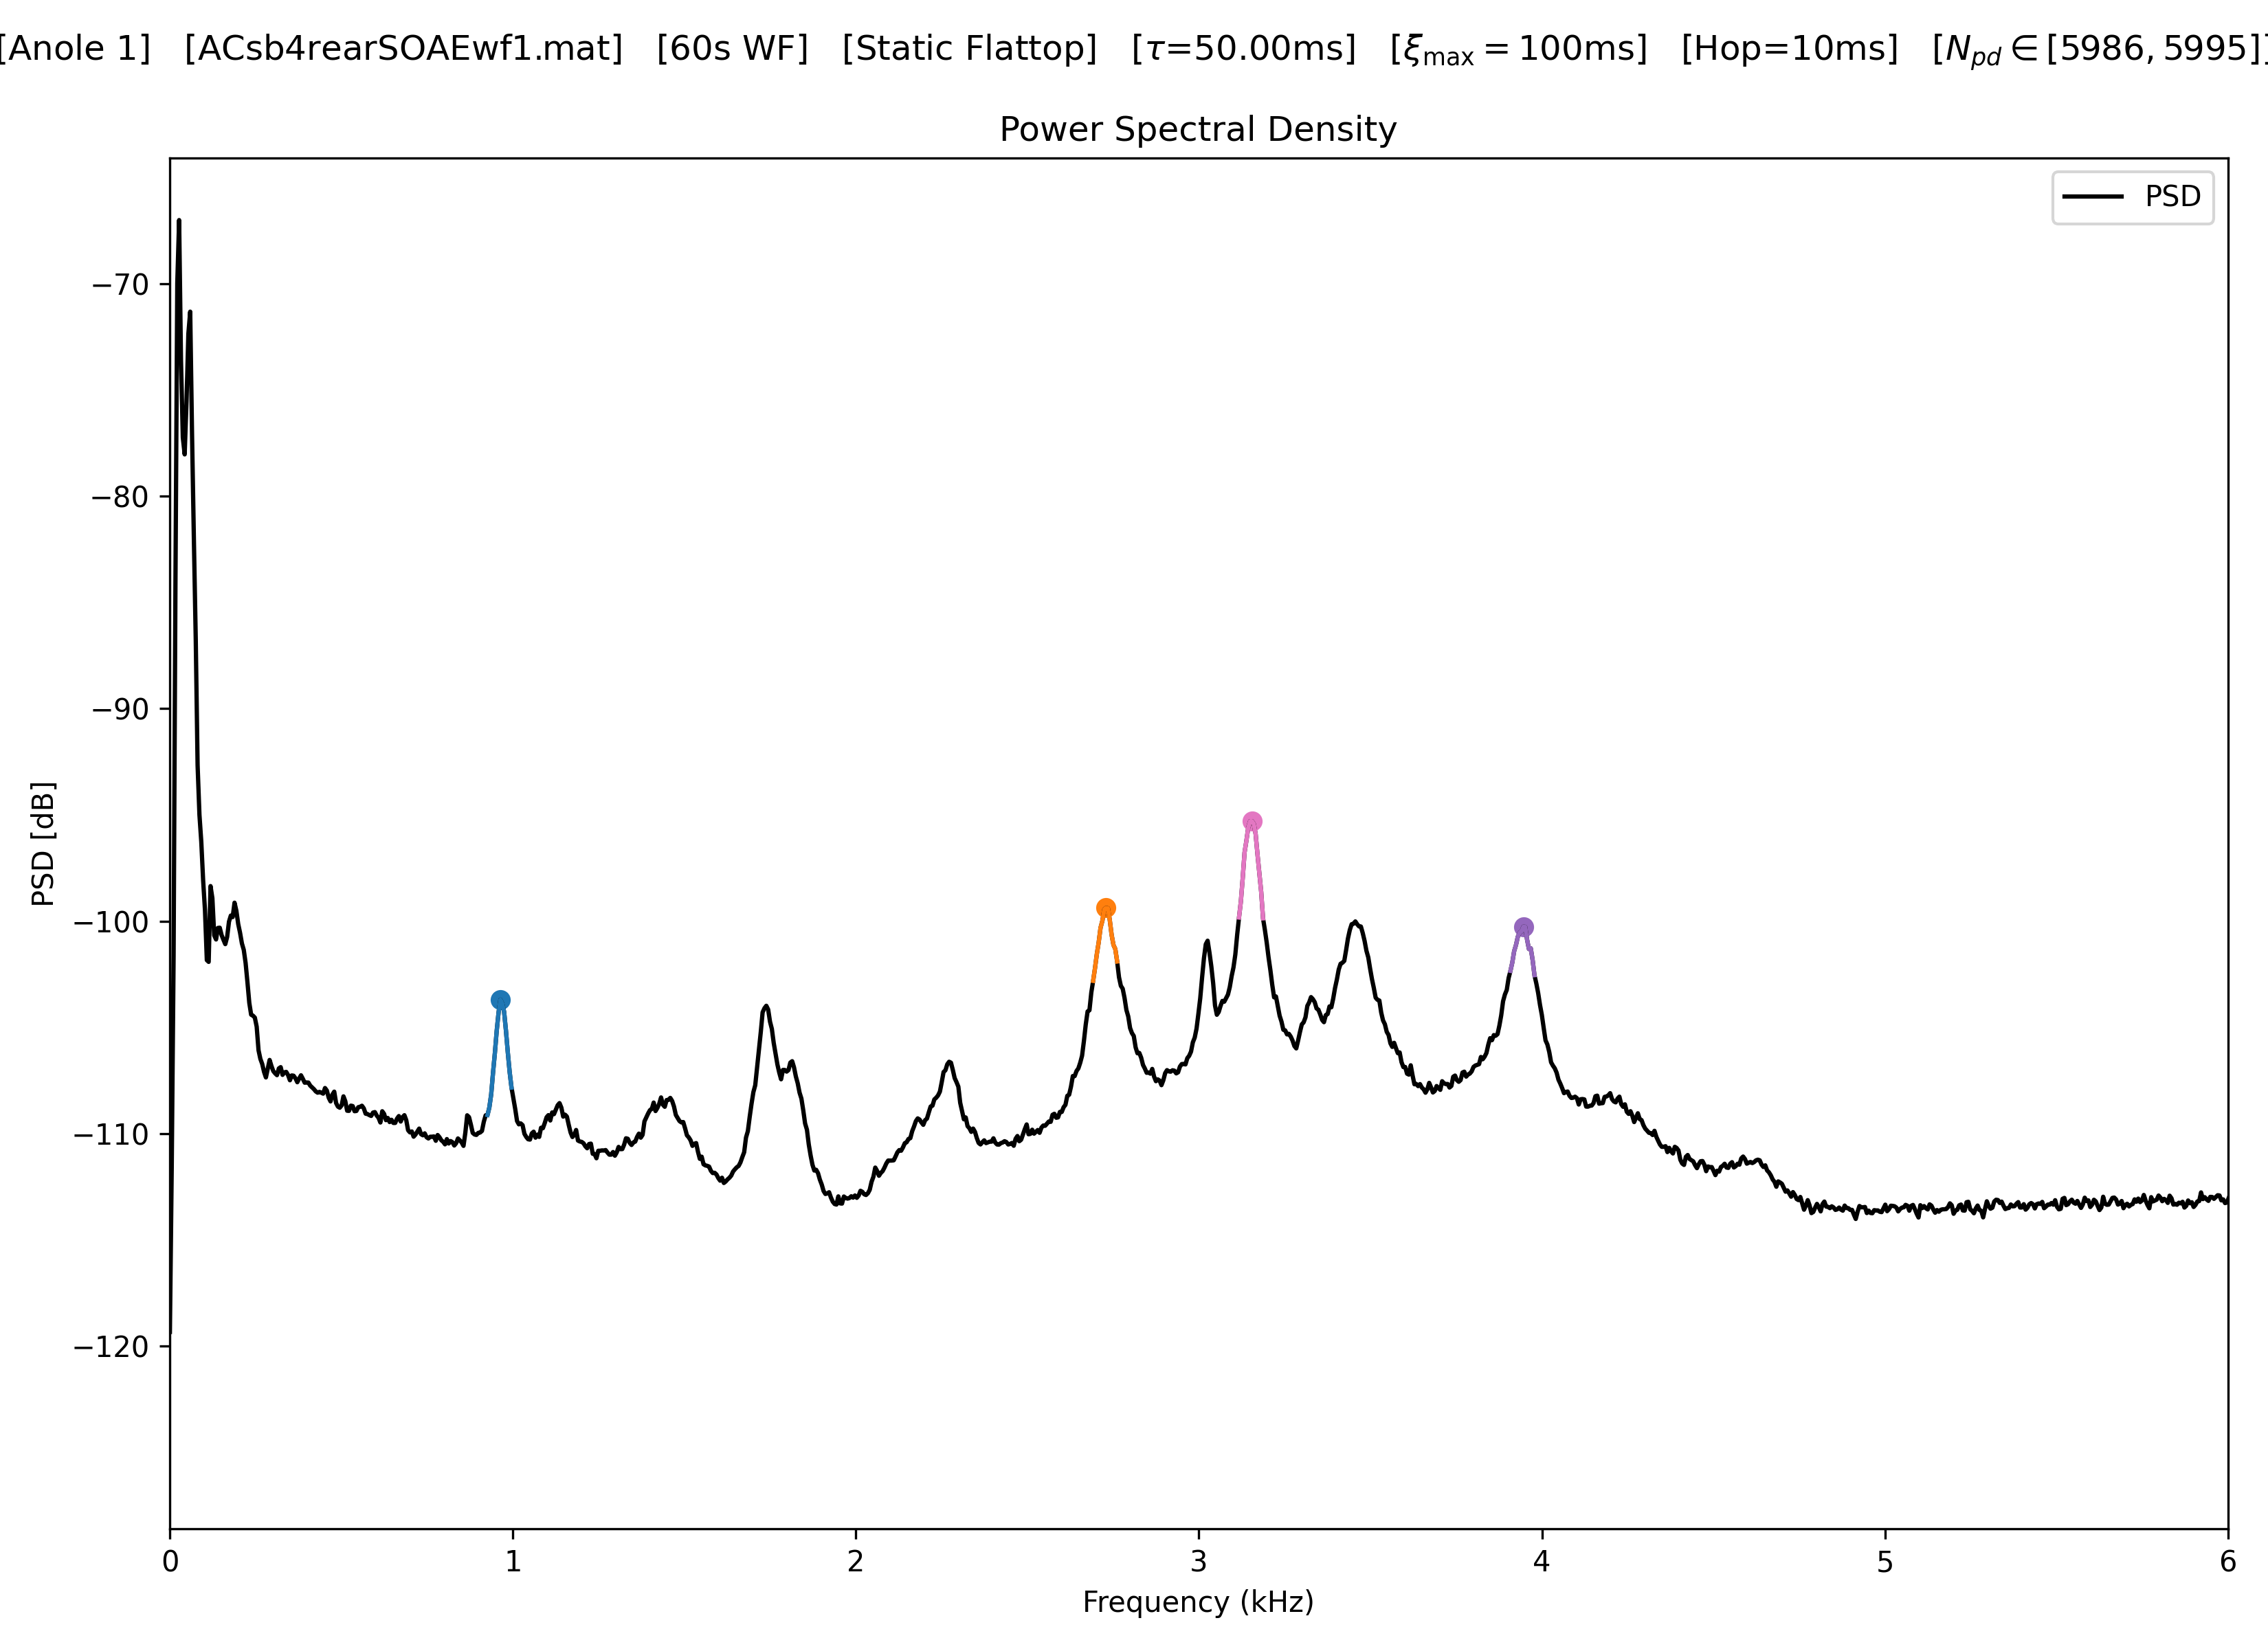 [Anole 1] [ACsb4rearSOAEwf1.mat] [60s WF] [Static Flattop] [τ=50.00ms] [ξmax = 100ms] [Hop=10ms] [Npd ∈ [5986, 5995]]
Power Spectral Density
PSD
−70
−80
−90
−100
−110
−120
PSD [dB]
0 1 2 3 4 5 6
Frequency (kHz)